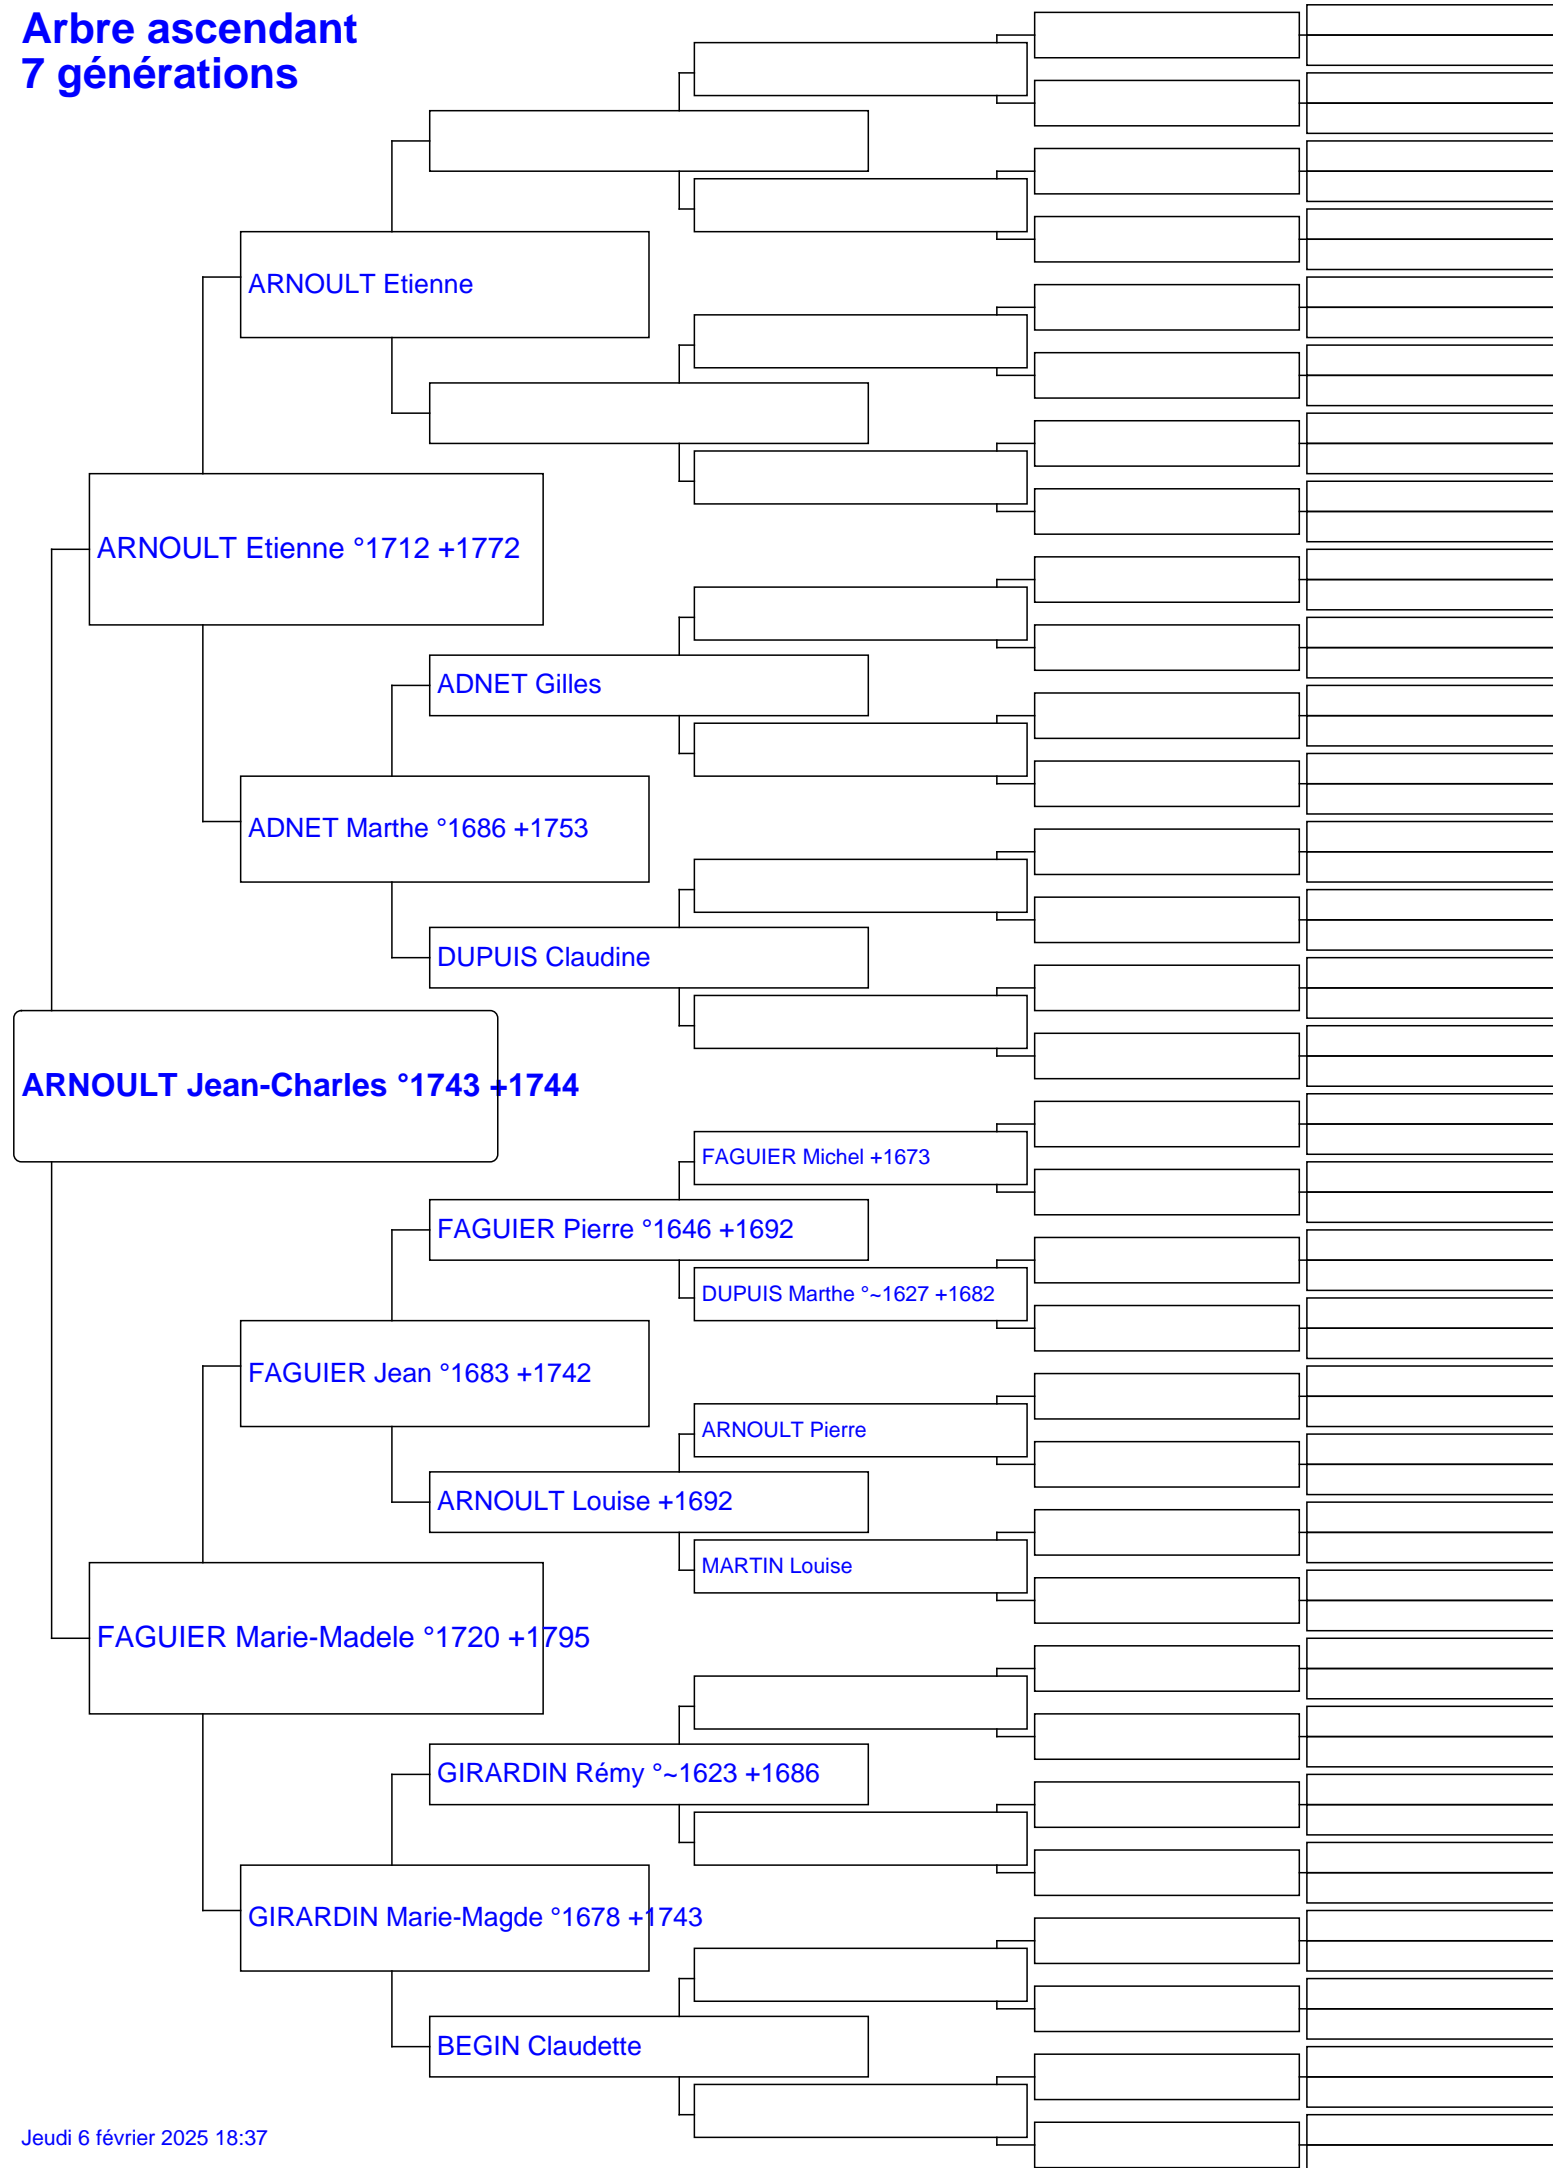 Arbre ascendant
7 générations
ARNOULT Etienne
ARNOULT Etienne °1712 +1772
ADNET Gilles
ADNET Marthe °1686 +1753
DUPUIS Claudine
ARNOULT Jean-Charles °1743 +1744
FAGUIER Michel +1673
FAGUIER Pierre °1646 +1692
DUPUIS Marthe °~1627 +1682
FAGUIER Jean °1683 +1742
ARNOULT Pierre
ARNOULT Louise +1692
MARTIN Louise
FAGUIER Marie-Madele °1720 +1795
GIRARDIN Rémy °~1623 +1686
GIRARDIN Marie-Magde °1678 +1743
BEGIN Claudette
Jeudi 6 février 2025 18:37